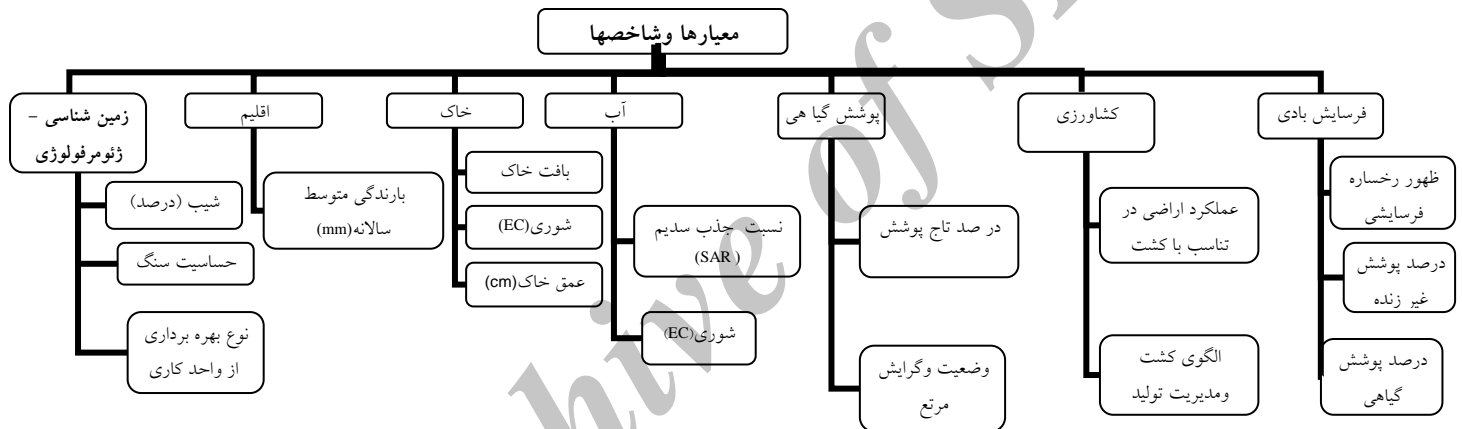 معیارها وشاخصها
فرسایش بادی
ظهور رخساره
فرسایشی
درصد پوشش
غیر زنده
درصد پوشش
گیاهی
کشاورزی
عملکرد اراضی در
تناسب با کشت
الگوی کشت
ومدیریت تولید
پوشش گیا هی
در صد تاج پوشش
وضعیت وگرایش
مرتع
آب
نسبت جذب سدیم
(SAR)
شوری(EC)
خاک
بافت خاک
شوری(EC)
عمق خاک(cm)
اقلیم
بارندگی متوسط
سالانه(mm)
زمین شناسی –
ژئومرفولوژی
شیب (درصد)
حساسیت سنگ
نوع بهره برداری
از واحد کاری
hive of S